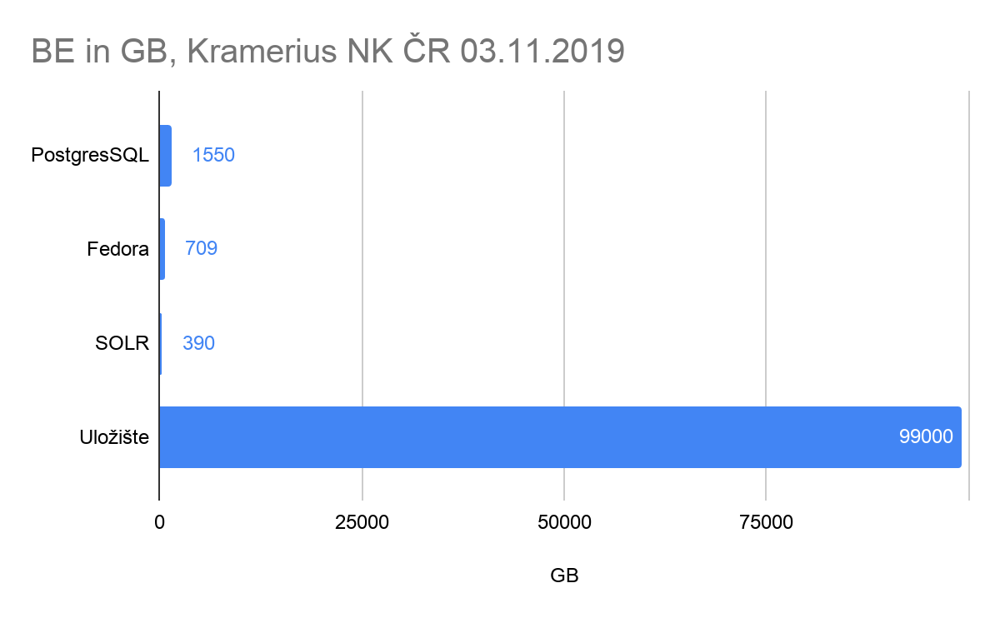 BE in GB, Kramerius NK ČR 03.11.2019
PostgresSQL 1550
Fedora 709
SOLR 390
Uložište 99000
0 25000 50000 75000
GB